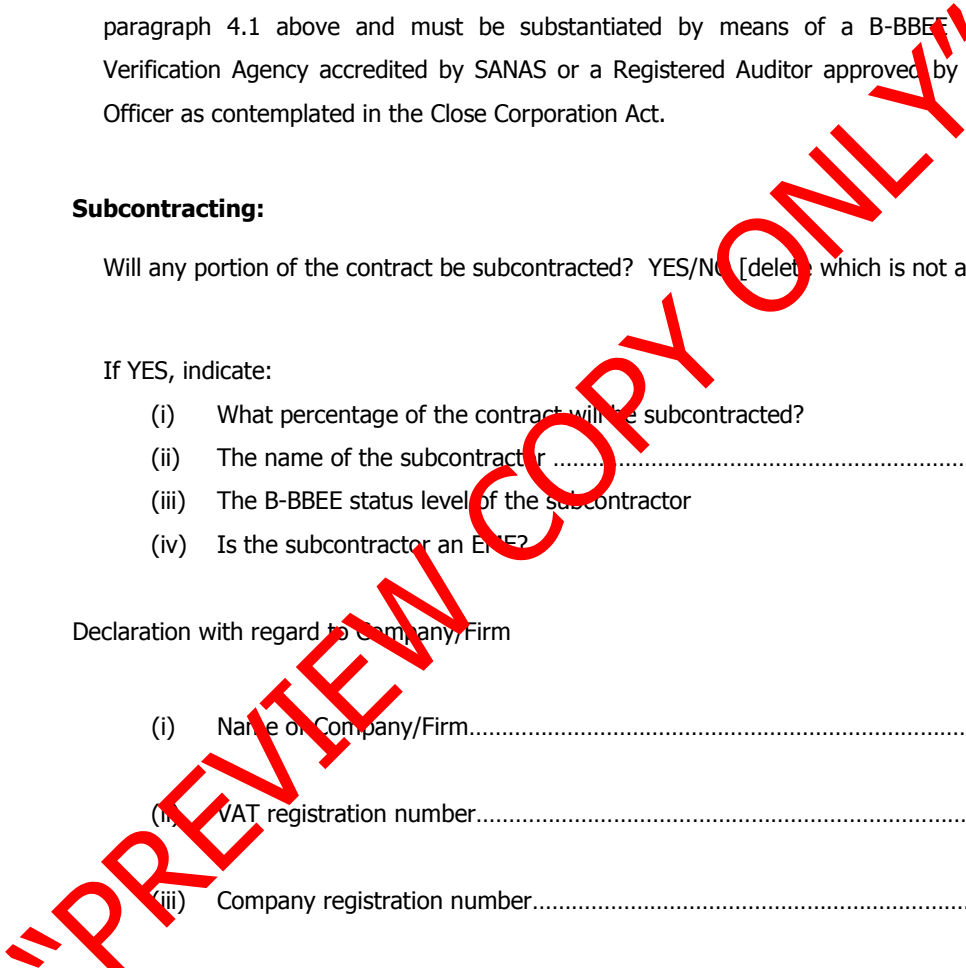 paragraph 4.1 above and must be substantiated by means of a B-BBEE
Verification Agency accredited by SANAS or a Registered Auditor approved by
Officer as contemplated in the Close Corporation Act.
Subcontracting:
Will any portion of the contract be subcontracted? YES/NO [delete which is not a
If YES, indicate:
(i) What percentage of the contract will be subcontracted?
(ii) The name of the subcontractor ……………………………………………………………
(iii) The B-BBEE status level of the subcontractor
(iv) Is the subcontractor an EME?
Declaration with regard to Company/Firm
(i) Name of Company/Firm……………………………………………………………………
(ii) VAT registration number……………………………………………………………………
(iii) Company registration number……………………………………………………………
"PREVIEW COPY ONLY"